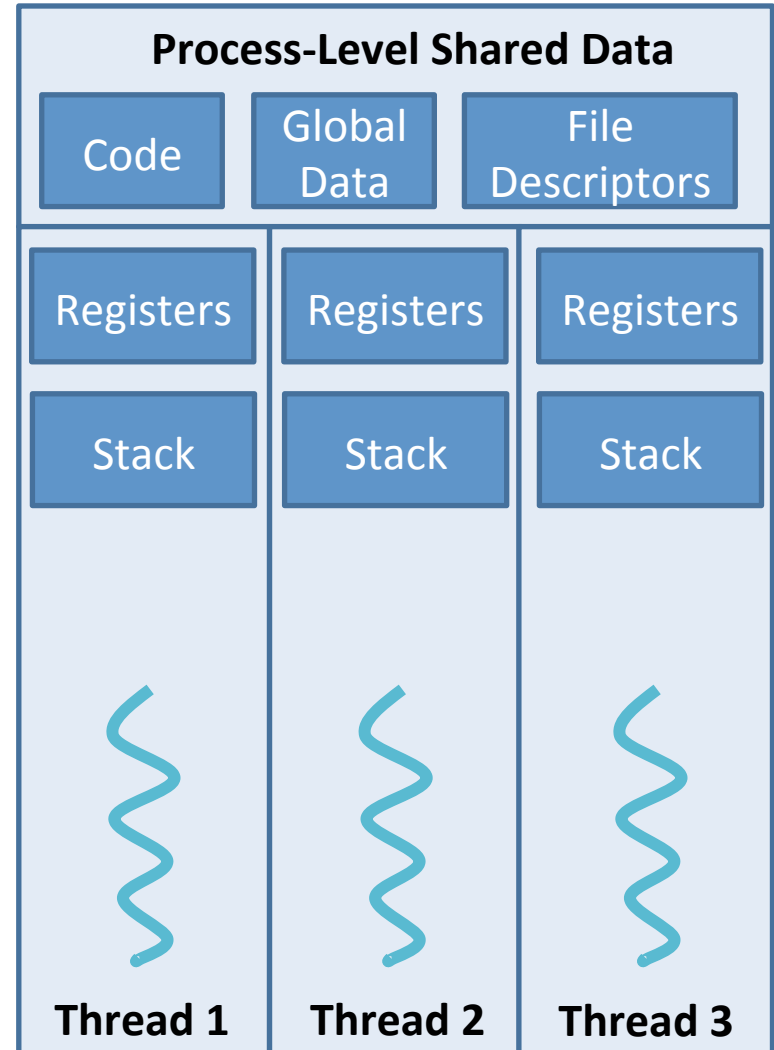 Process-Level Shared Data
Code
Global
Data
File
Descriptors
Registers
Registers
Registers
Stack
Stack
Stack
Thread 1
Thread 2
Thread 3